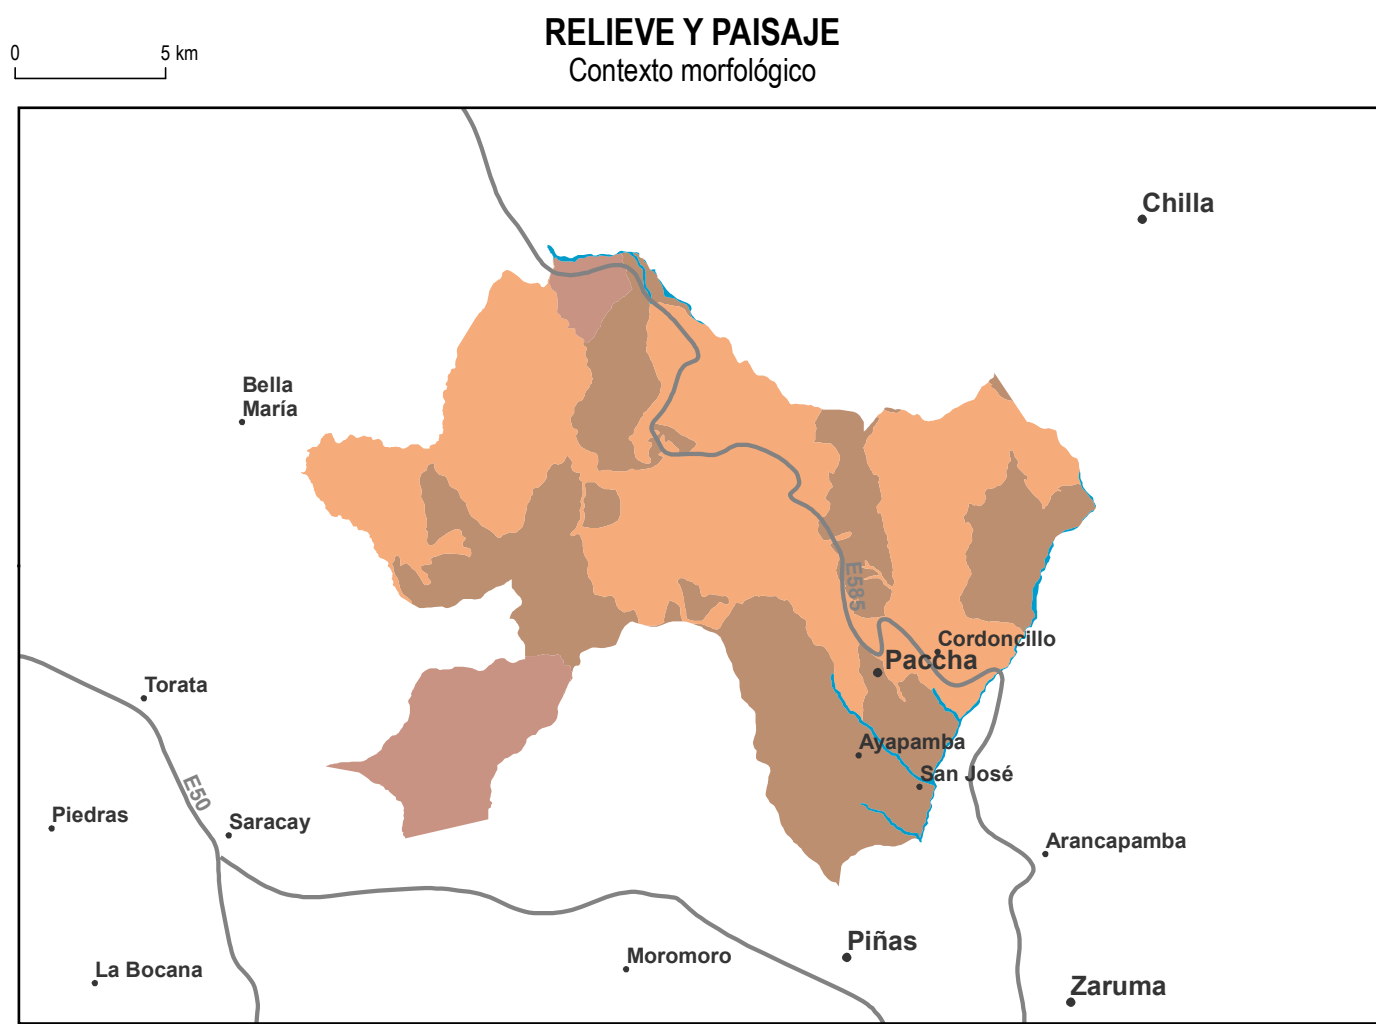 RELIEVE Y PAISAJE
Contexto morfológico
0 5 km
Chilla
Bella
María
E585
Cordoncillo
Paccha
Torata
Ayapamba
San José
E50
Piedras
Saracay
Arancapamba
Piñas
Moromoro
La Bocana
Zaruma